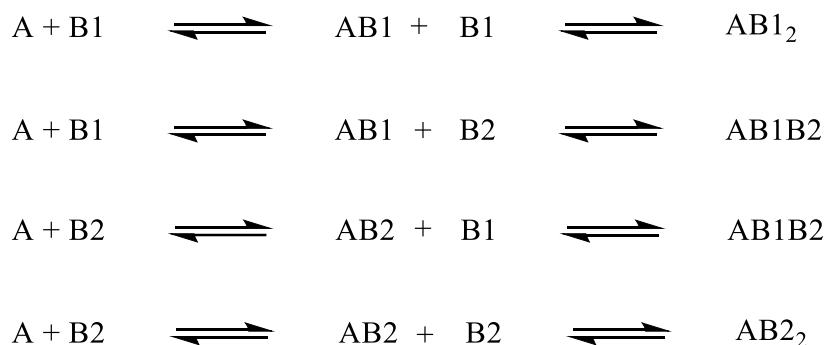 A + B1 ⇌ AB1 + B1 ⇌ AB1₂
A + B1 ⇌ AB1 + B2 ⇌ AB1B2
A + B2 ⇌ AB2 + B1 ⇌ AB1B2
A + B2 ⇌ AB2 + B2 ⇌ AB2₂